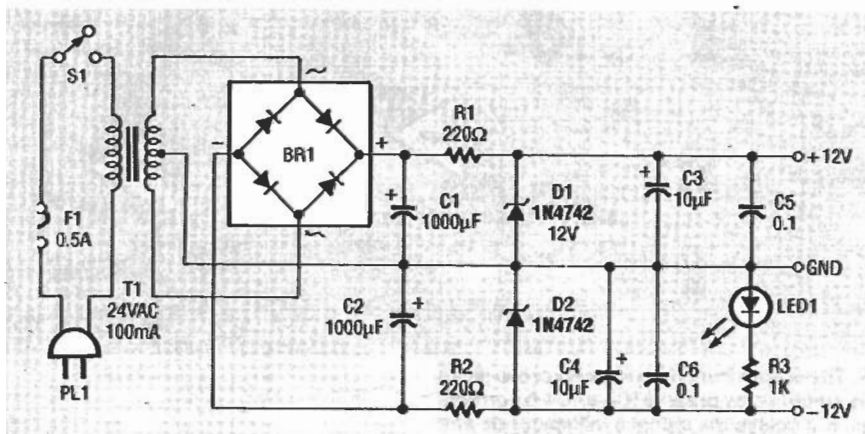 S1
F1
0.5A
T1
24VAC
100mA
PL1
~
−
BR1
+
~
R1
220Ω
+
C1
1000µF
D1
1N4742
12V
+
C3
10µF
C5
0.1
+12V
GND
C2
1000µF
+
D2
1N4742
R2
220Ω
C4
10µF
+
C6
0.1
LED1
R3
1K
−12V